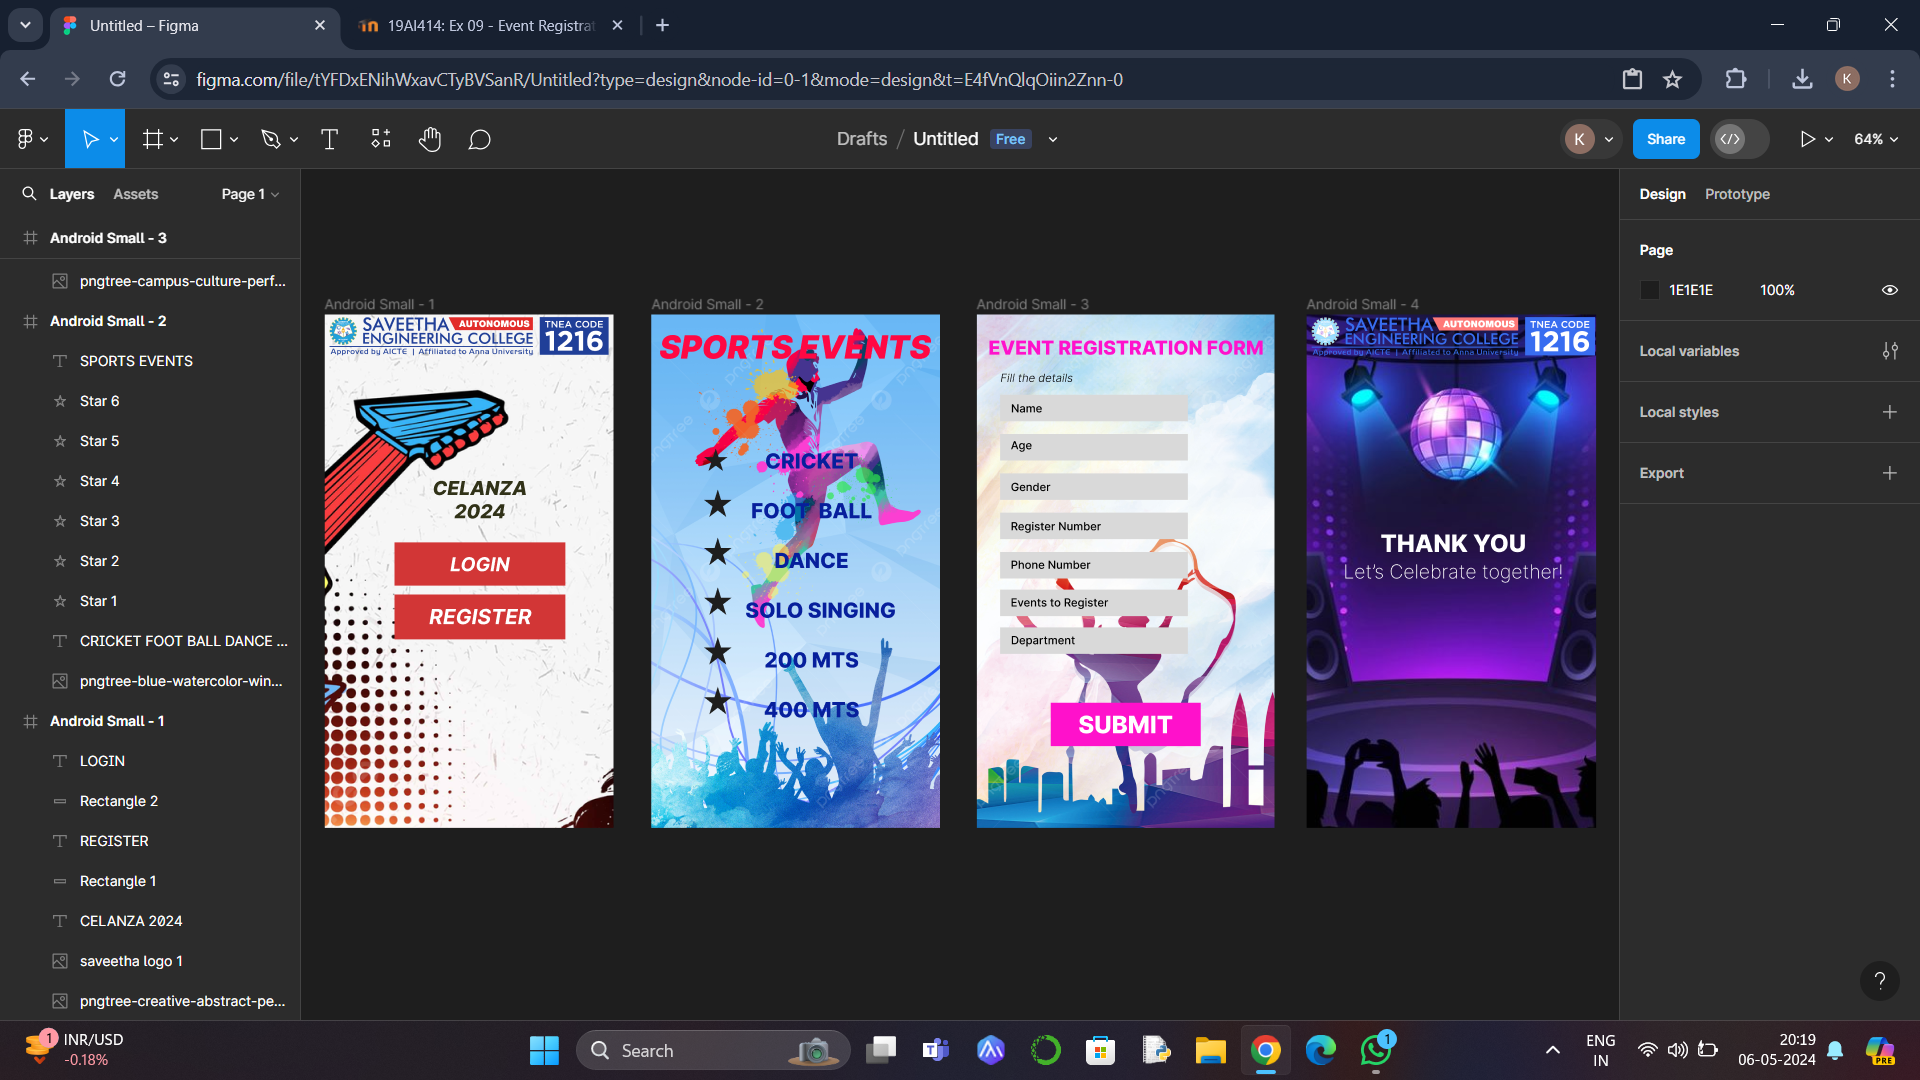 Untitled – Figma
19AI414: Ex 09 - Event Registrat
figma.com/file/tYFDxENihWxavCTyBVSanR/Untitled?type=design&node-id=0-1&mode=design&t=E4fVnQlqOiin2Znn-0
K
Drafts / Untitled Free
K
Share
64%
Layers
Assets
Page 1
Android Small - 3
pngtree-campus-culture-perf...
Android Small - 2
SPORTS EVENTS
Star 6
Star 5
Star 4
Star 3
Star 2
Star 1
CRICKET FOOT BALL DANCE ...
pngtree-blue-watercolor-win...
Android Small - 1
LOGIN
Rectangle 2
REGISTER
Rectangle 1
CELANZA 2024
saveetha logo 1
pngtree-creative-abstract-pe...
Android Small - 1
SAVEETHA AUTONOMOUS
ENGINEERING COLLEGE
Approved by AICTE | Affiliated to Anna University
TNEA CODE
1216
CELANZA
2024
LOGIN
REGISTER
Android Small - 2
SPORTS EVENTS
CRICKET
FOOT BALL
DANCE
SOLO SINGING
200 MTS
400 MTS
pngtree
Android Small - 3
EVENT REGISTRATION FORM
Fill the details
Name
Age
Gender
Register Number
Phone Number
Events to Register
Department
SUBMIT
pngtree
Android Small - 4
SAVEETHA AUTONOMOUS
ENGINEERING COLLEGE
Approved by AICTE | Affiliated to Anna University
TNEA CODE
1216
THANK YOU
Let's Celebrate together!
Design
Prototype
Page
1E1E1E
100%
Local variables
Local styles
Export
?
1
INR/USD
-0.18%
Search
1
ENG
IN
20:19
06-05-2024
PRE